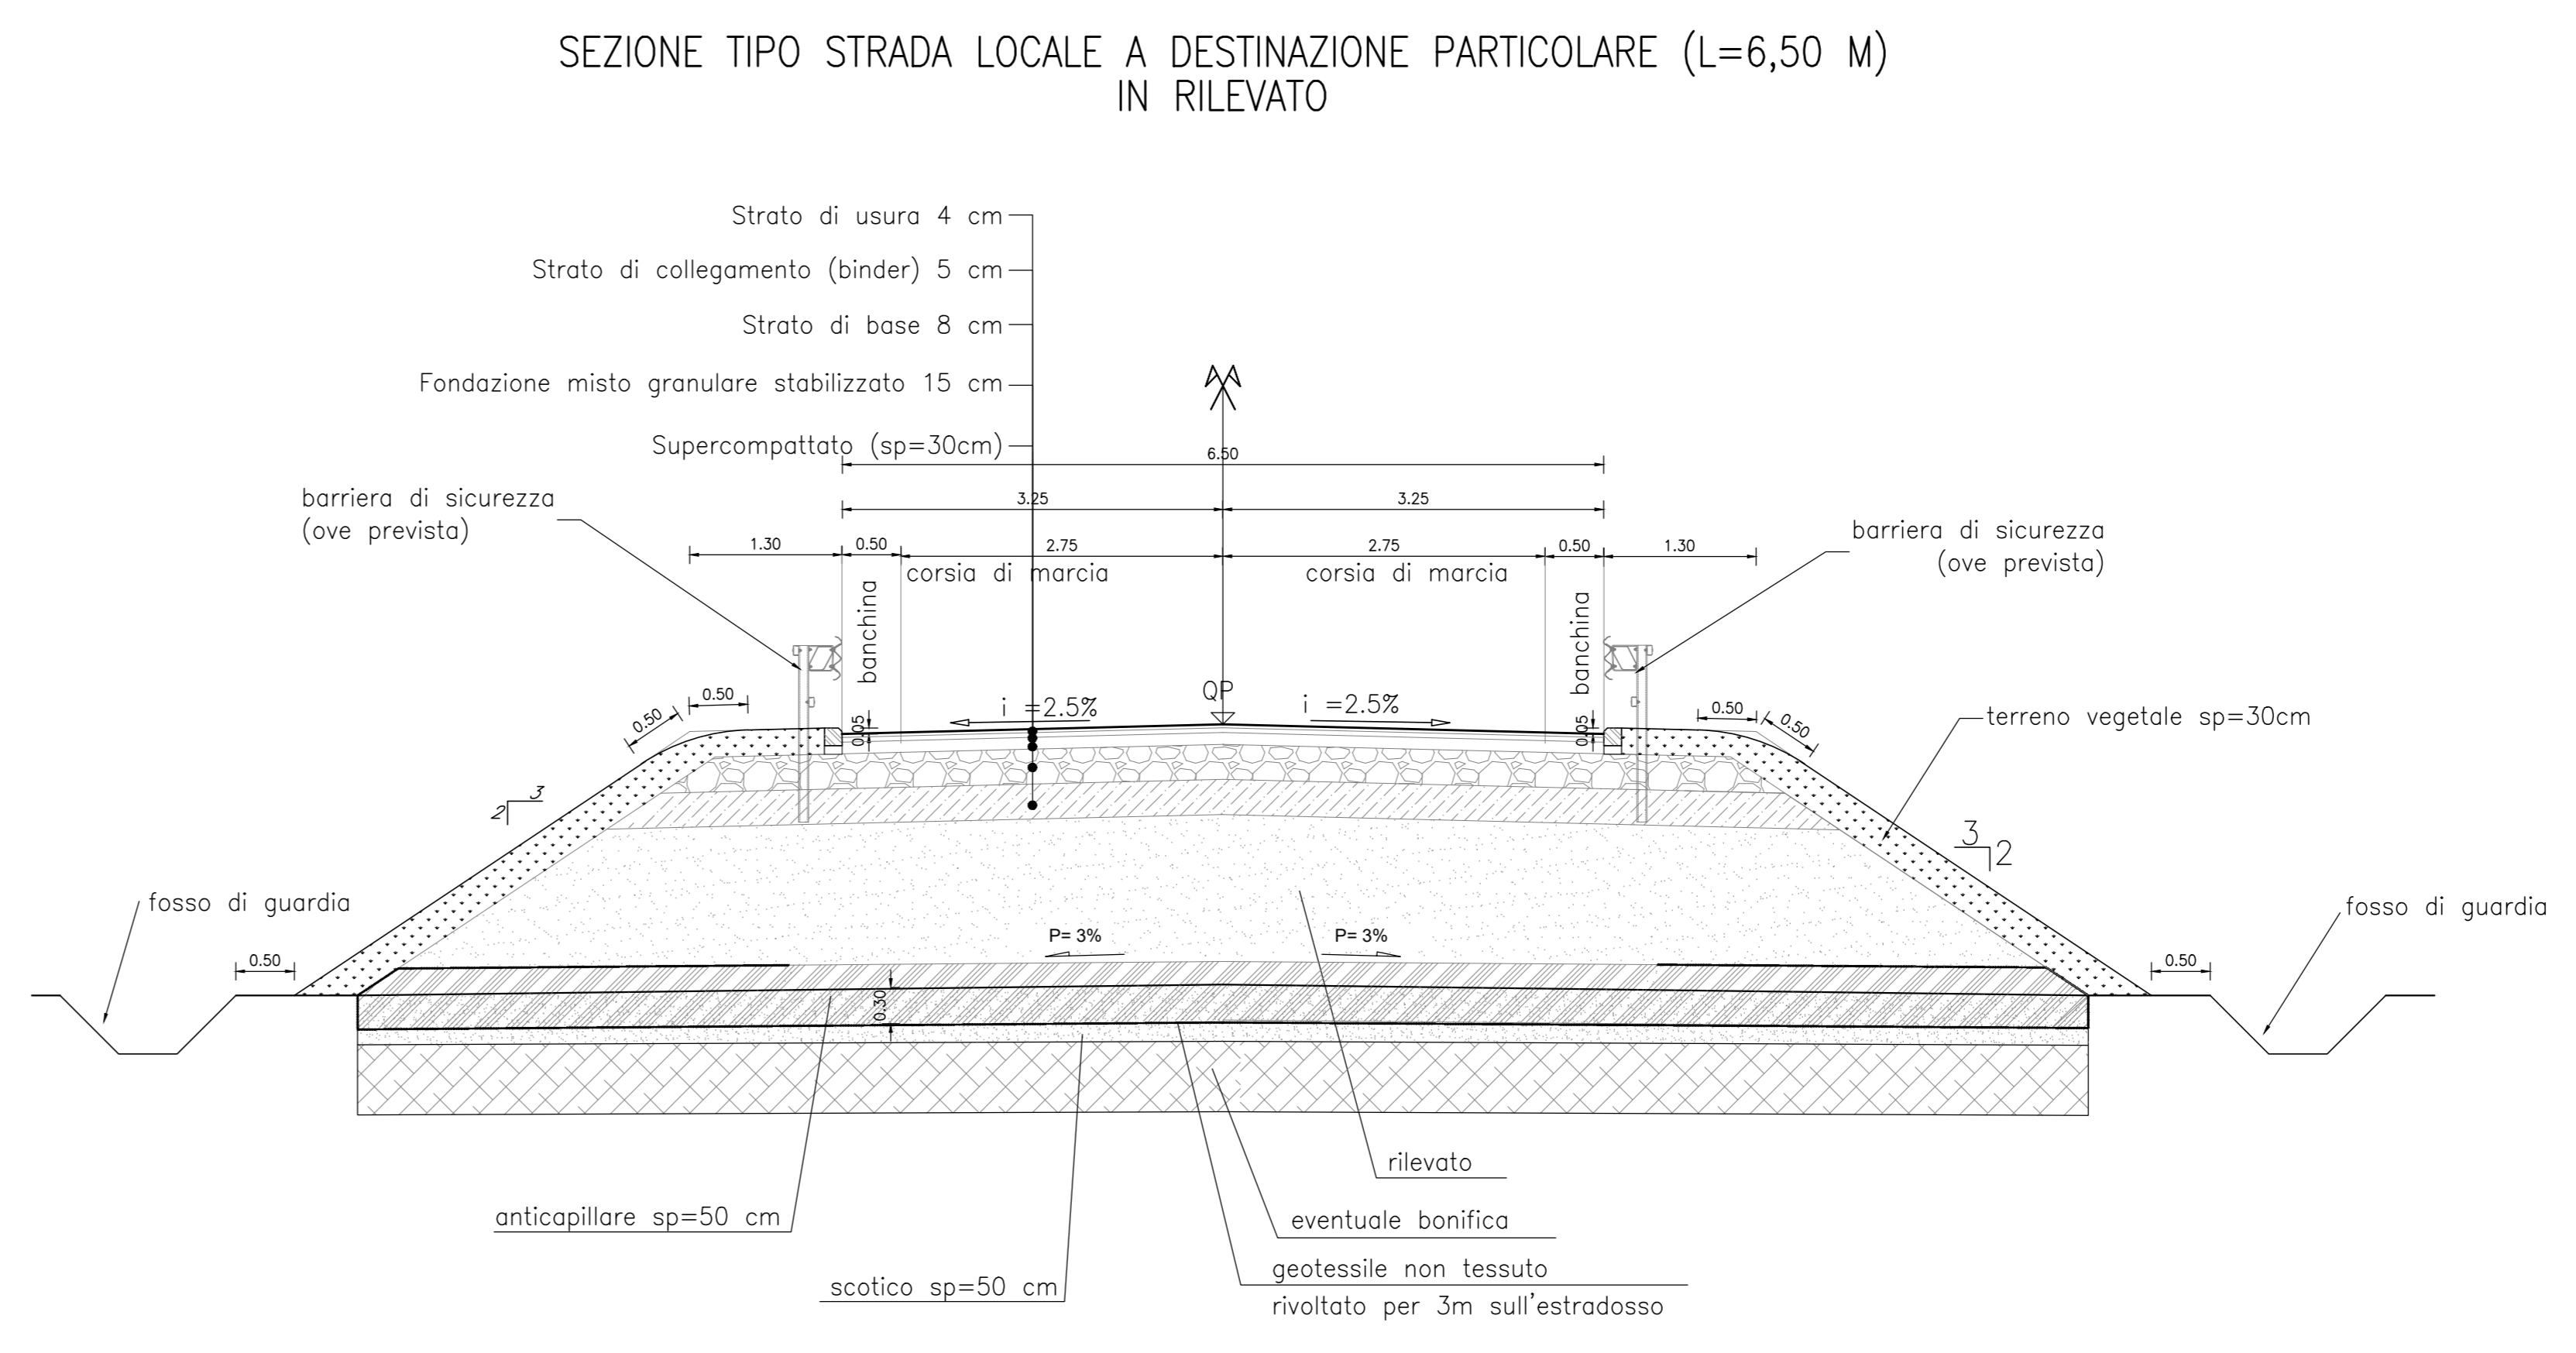 SEZIONE TIPO STRADA LOCALE A DESTINAZIONE PARTICOLARE (L=6,50 M)
IN RILEVATO
Strato di usura 4 cm
Strato di collegamento (binder) 5 cm
Strato di base 8 cm
Fondazione misto granulare stabilizzato 15 cm
Supercompattato (sp=30cm)
6.50
barriera di sicurezza
(ove prevista)
3.25
3.25
barriera di sicurezza
(ove prevista)
1.30
0.50
2.75
2.75
0.50
1.30
corsia di marcia
corsia di marcia
banchina
banchina
0.50
0.50
i =2.5%
QP
i =2.5%
0.05
0.05
0.50
0.50
terreno vegetale sp=30cm
2
3
3
2
fosso di guardia
fosso di guardia
0.50
P= 3%
P= 3%
0.50
0.30
rilevato
anticapillare sp=50 cm
eventuale bonifica
scotico sp=50 cm
geotessile non tessuto
rivoltato per 3m sull'estradosso